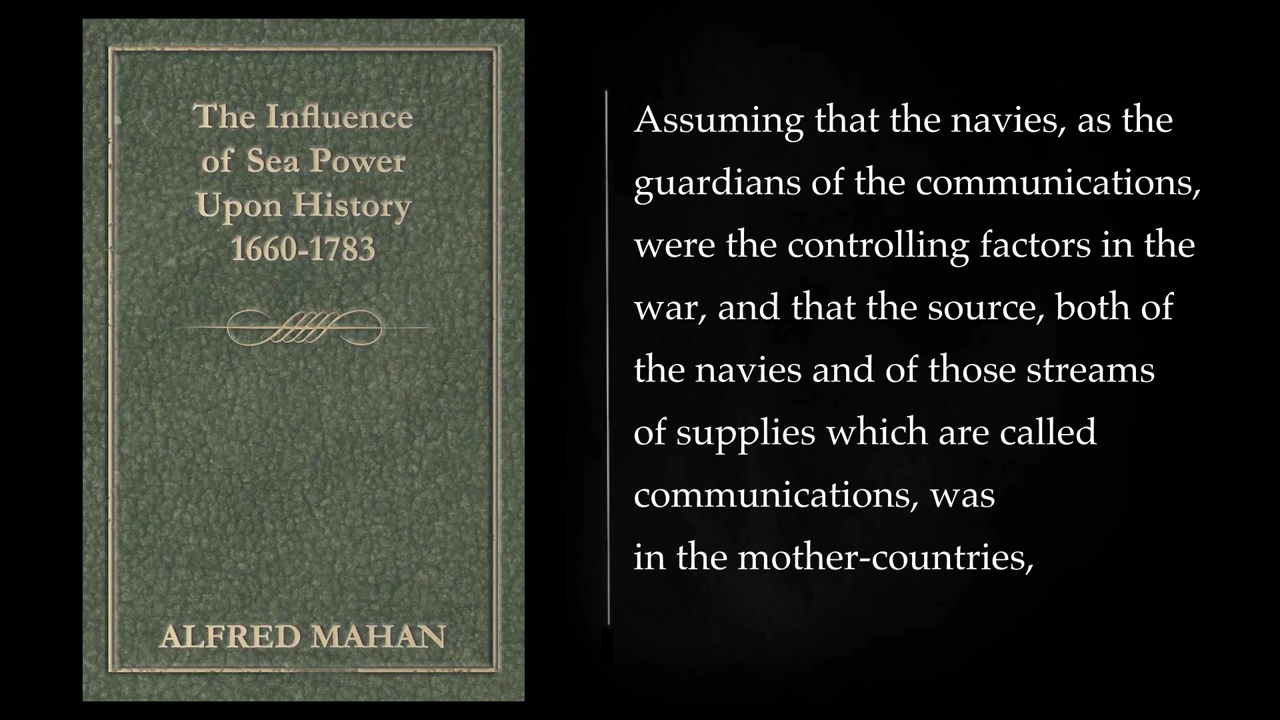 The Influence
of Sea Power
Upon History
1660-1783
ALFRED MAHAN
Assuming that the navies, as the
guardians of the communications,
were the controlling factors in the
war, and that the source, both of
the navies and of those streams
of supplies which are called
communications, was
in the mother-countries,